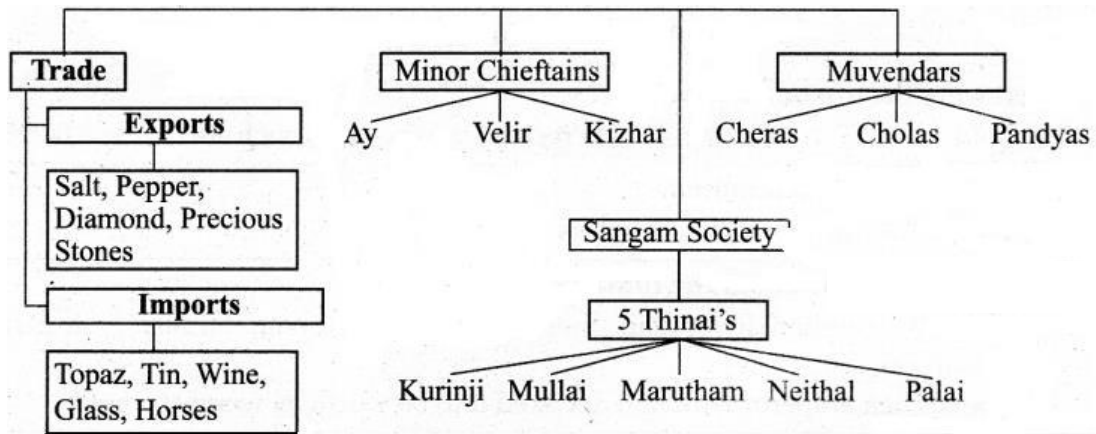 Trade
Exports
Salt, Pepper,
Diamond, Precious
Stones
Imports
Topaz, Tin, Wine,
Glass, Horses
Minor Chieftains
Ay Velir Kizhar
Muvendars
Cheras Cholas Pandyas
Sangam Society
5 Thinai's
Kurinji Mullai Marutham Neithal Palai